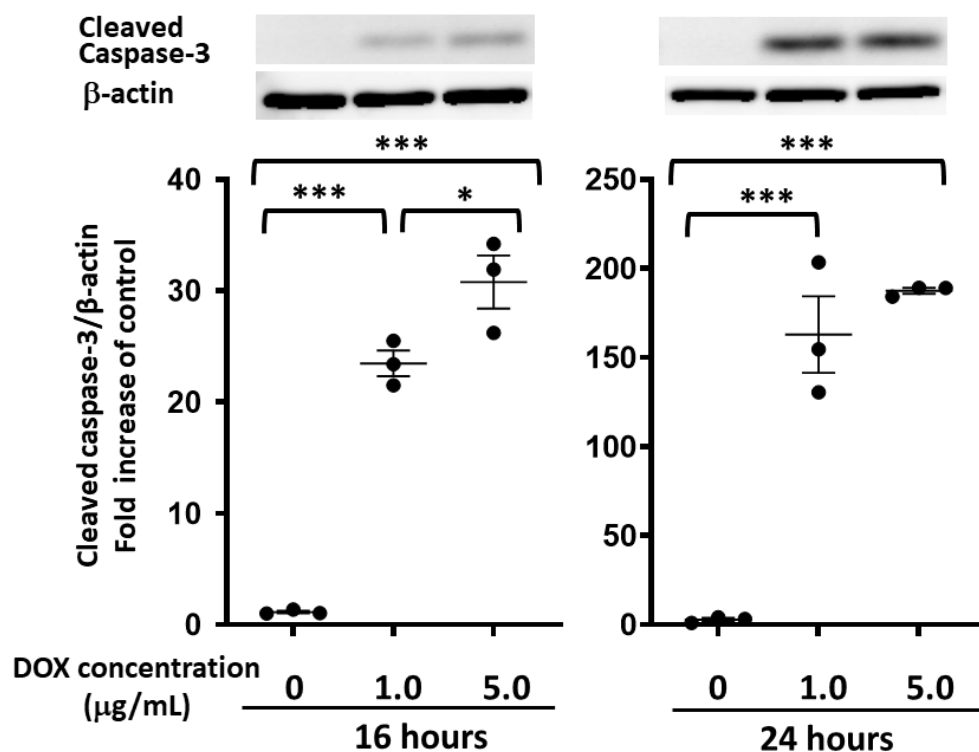 Cleaved
Caspase-3
β-actin
***
***
*
***
***
Cleaved caspase-3/β-actin
Fold increase of control
40
30
20
10
0
250
200
150
100
50
0
DOX concentration
(μg/mL)
0 1.0 5.0
0 1.0 5.0
16 hours
24 hours